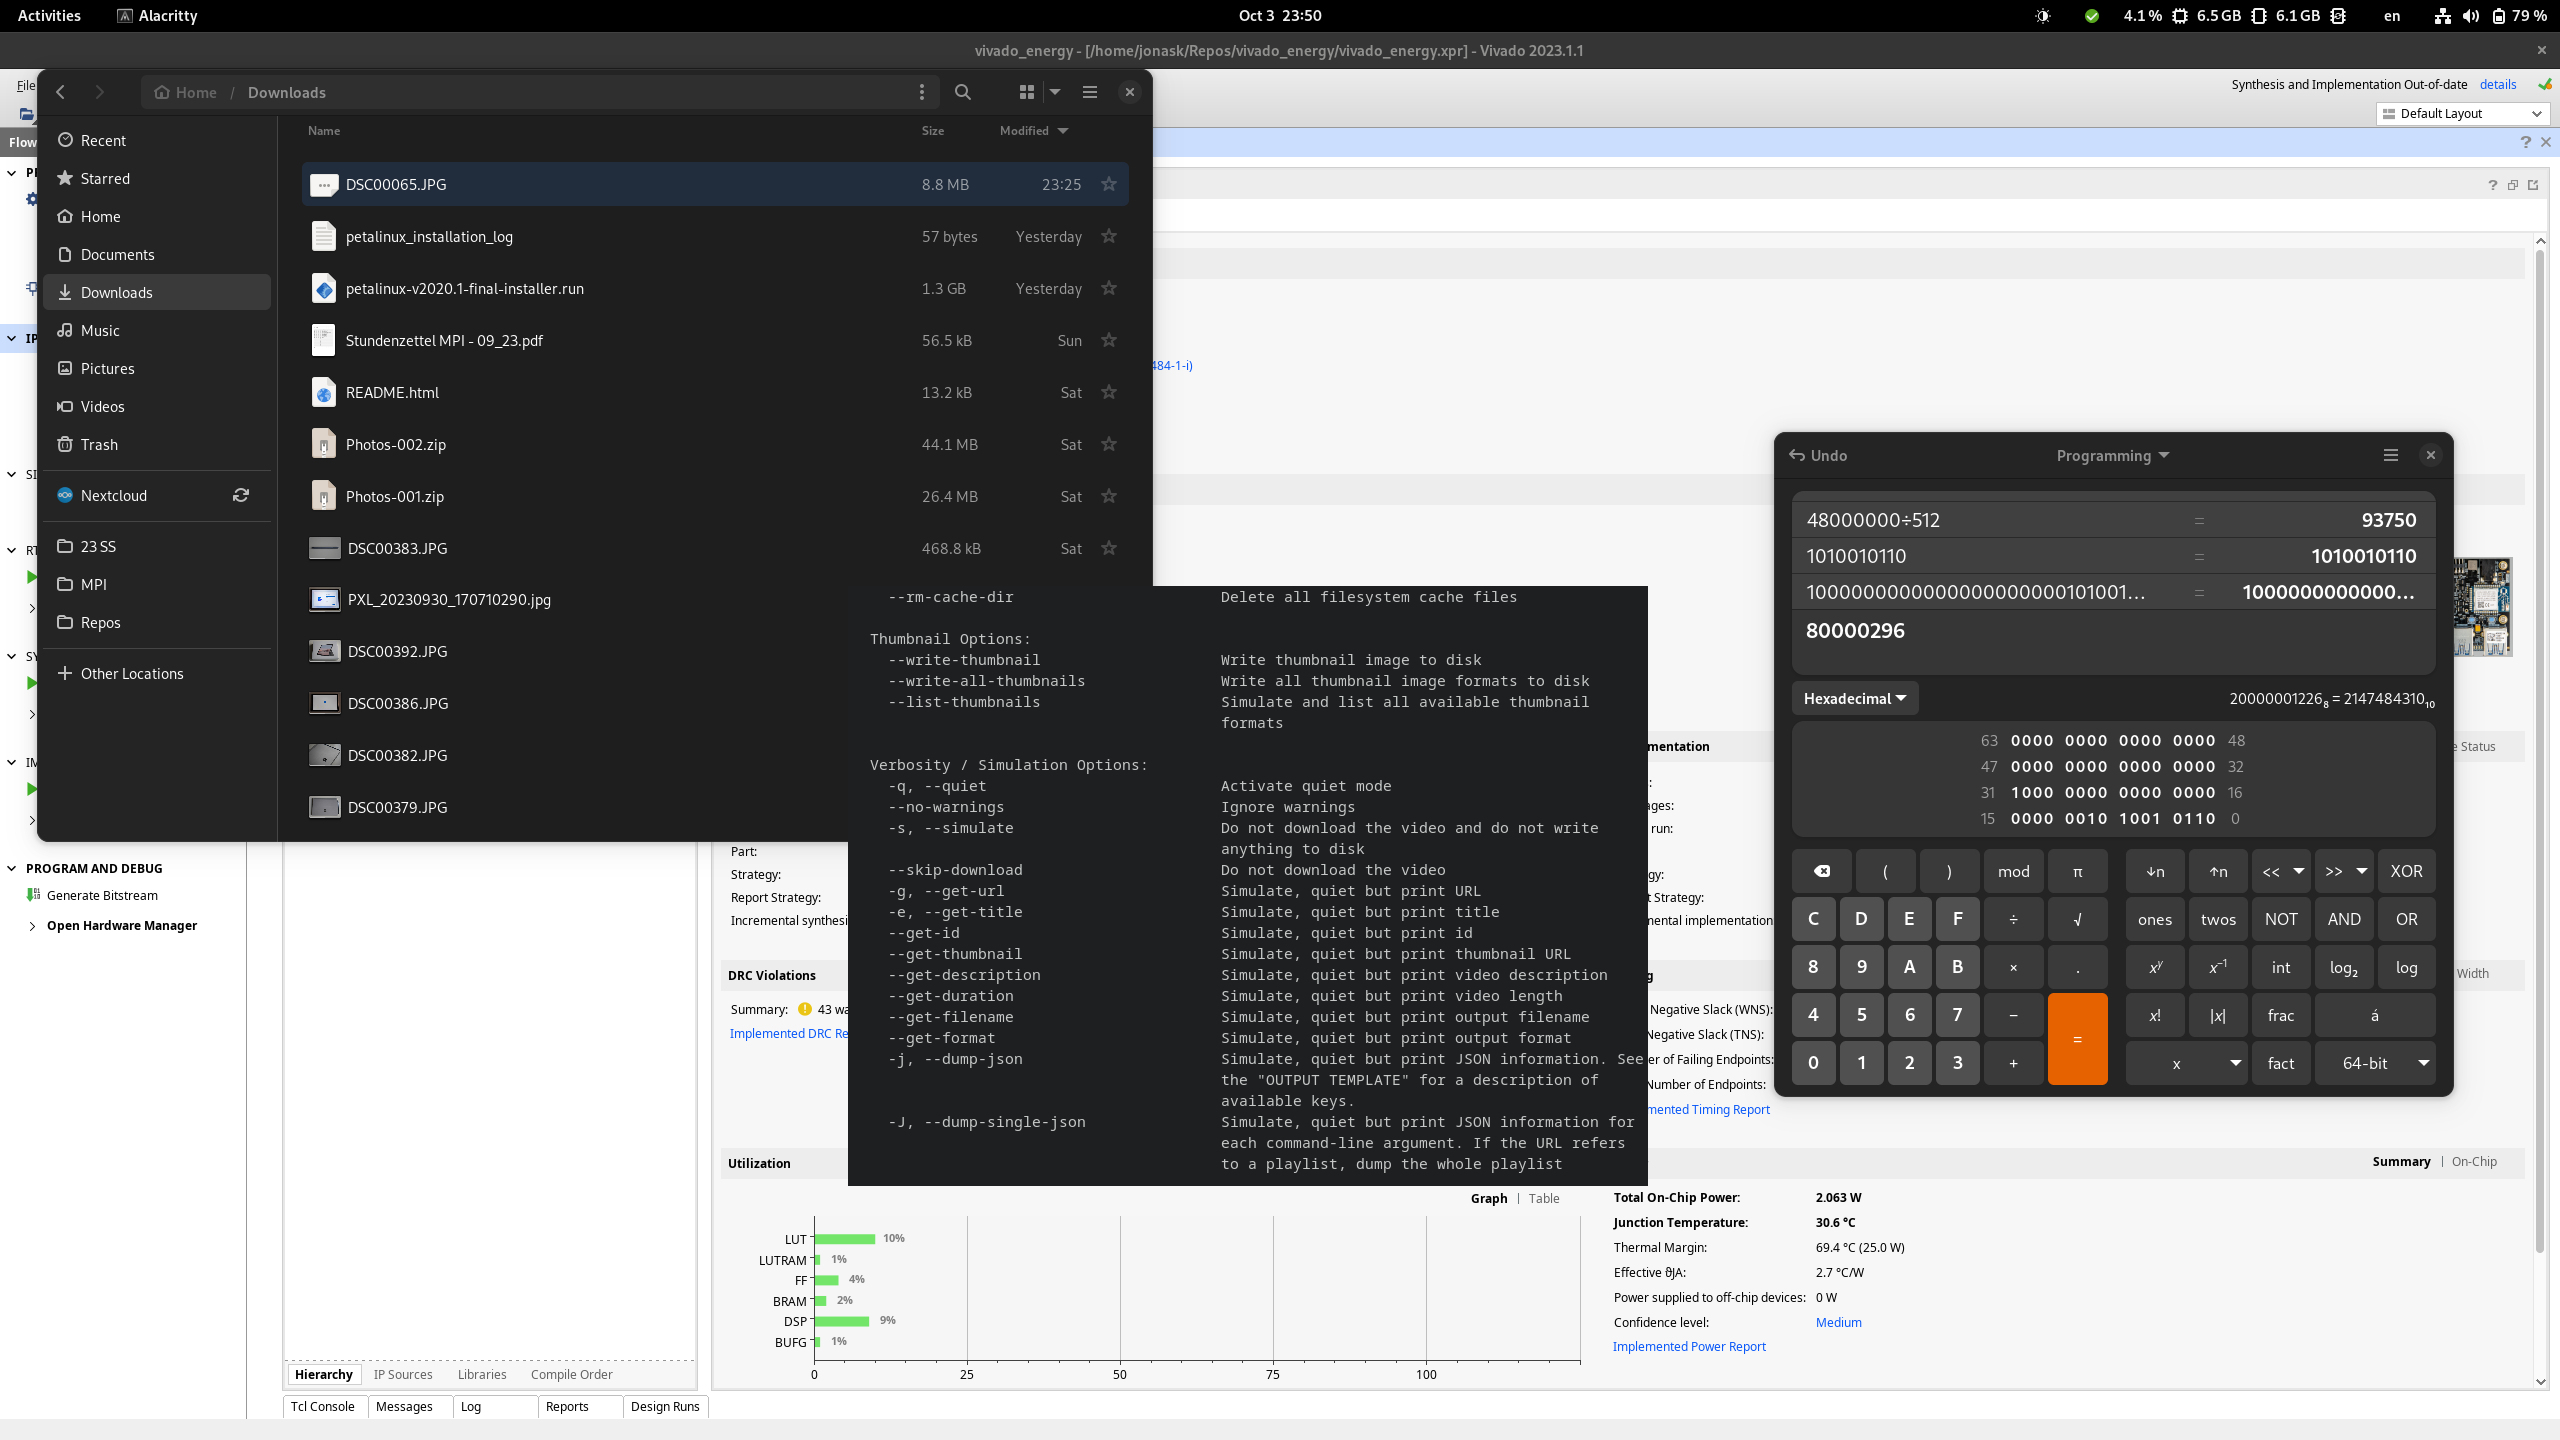 Activities
Alacritty
Oct 3 23:50
4.1 %
6.5 GB
6.1 GB
en
79 %
vivado_energy - [/home/jonask/Repos/vivado_energy/vivado_energy.xpr] - Vivado 2023.1.1
File
Synthesis and Implementation Out-of-date
details
Default Layout
Flow
Home / Downloads
Recent
Starred
Home
Documents
Downloads
Music
Pictures
Videos
Trash
Nextcloud
23 SS
MPI
Repos
Other Locations
Name Size Modified
DSC00065.JPG 8.8 MB 23:25
petalinux_installation_log 57 bytes Yesterday
petalinux-v2020.1-final-installer.run 1.3 GB Yesterday
Stundenzettel MPI - 09_23.pdf 56.5 kB Sun
README.html 13.2 kB Sat
Photos-002.zip 44.1 MB Sat
Photos-001.zip 26.4 MB Sat
DSC00383.JPG 468.8 kB Sat
PXL_20230930_170710290.jpg
DSC00392.JPG
DSC00386.JPG
DSC00382.JPG
DSC00379.JPG
484-1-i)
PROGRAM AND DEBUG
Generate Bitstream
Open Hardware Manager
--rm-cache-dir Delete all filesystem cache files
Thumbnail Options:
--write-thumbnail Write thumbnail image to disk
--write-all-thumbnails Write all thumbnail image formats to disk
--list-thumbnails Simulate and list all available thumbnail
formats
Verbosity / Simulation Options:
-q, --quiet Activate quiet mode
--no-warnings Ignore warnings
-s, --simulate Do not download the video and do not write
anything to disk
--skip-download Do not download the video
-g, --get-url Simulate, quiet but print URL
-e, --get-title Simulate, quiet but print title
--get-id Simulate, quiet but print id
--get-thumbnail Simulate, quiet but print thumbnail URL
--get-description Simulate, quiet but print video description
--get-duration Simulate, quiet but print video length
--get-filename Simulate, quiet but print output filename
--get-format Simulate, quiet but print output format
-j, --dump-json Simulate, quiet but print JSON information. See
the "OUTPUT TEMPLATE" for a description of
available keys.
-J, --dump-single-json Simulate, quiet but print JSON information for
each command-line argument. If the URL refers
to a playlist, dump the whole playlist
Undo
Programming
48000000÷512 = 93750
1010010110 = 1010010110
80000296
Hexadecimal
20000001226₈ = 2147484310₁₀
63 0000 0000 0000 0000 48
47 0000 0000 0000 0000 32
31 1000 0000 0000 0000 16
15 0000 0010 1001 0110 0
( ) mod π ↓n ↑n << >> XOR
C D E F ÷ √ ones twos NOT AND OR
8 9 A B × . xʸ x⁻¹ int log₂ log
4 5 6 7 − = x! |x| frac á
0 1 2 3 + x fact 64-bit
Part:
Strategy:
Report Strategy:
Incremental synthesi
mentation
Status
ages:
run:
gy:
t Strategy:
mental implementation
DRC Violations
Summary: 43 wa
Implemented DRC Re
Width
Negative Slack (WNS):
Negative Slack (TNS):
er of Failing Endpoints:
Number of Endpoints:
mented Timing Report
Utilization
Graph | Table
LUT 10%
LUTRAM 1%
FF 4%
BRAM 2%
DSP 9%
BUFG 1%
0 25 50 75 100
Summary | On-Chip
Total On-Chip Power: 2.063 W
Junction Temperature: 30.6 °C
Thermal Margin: 69.4 °C (25.0 W)
Effective ϑJA: 2.7 °C/W
Power supplied to off-chip devices: 0 W
Confidence level: Medium
Implemented Power Report
Hierarchy IP Sources Libraries Compile Order
Tcl Console Messages Log Reports Design Runs